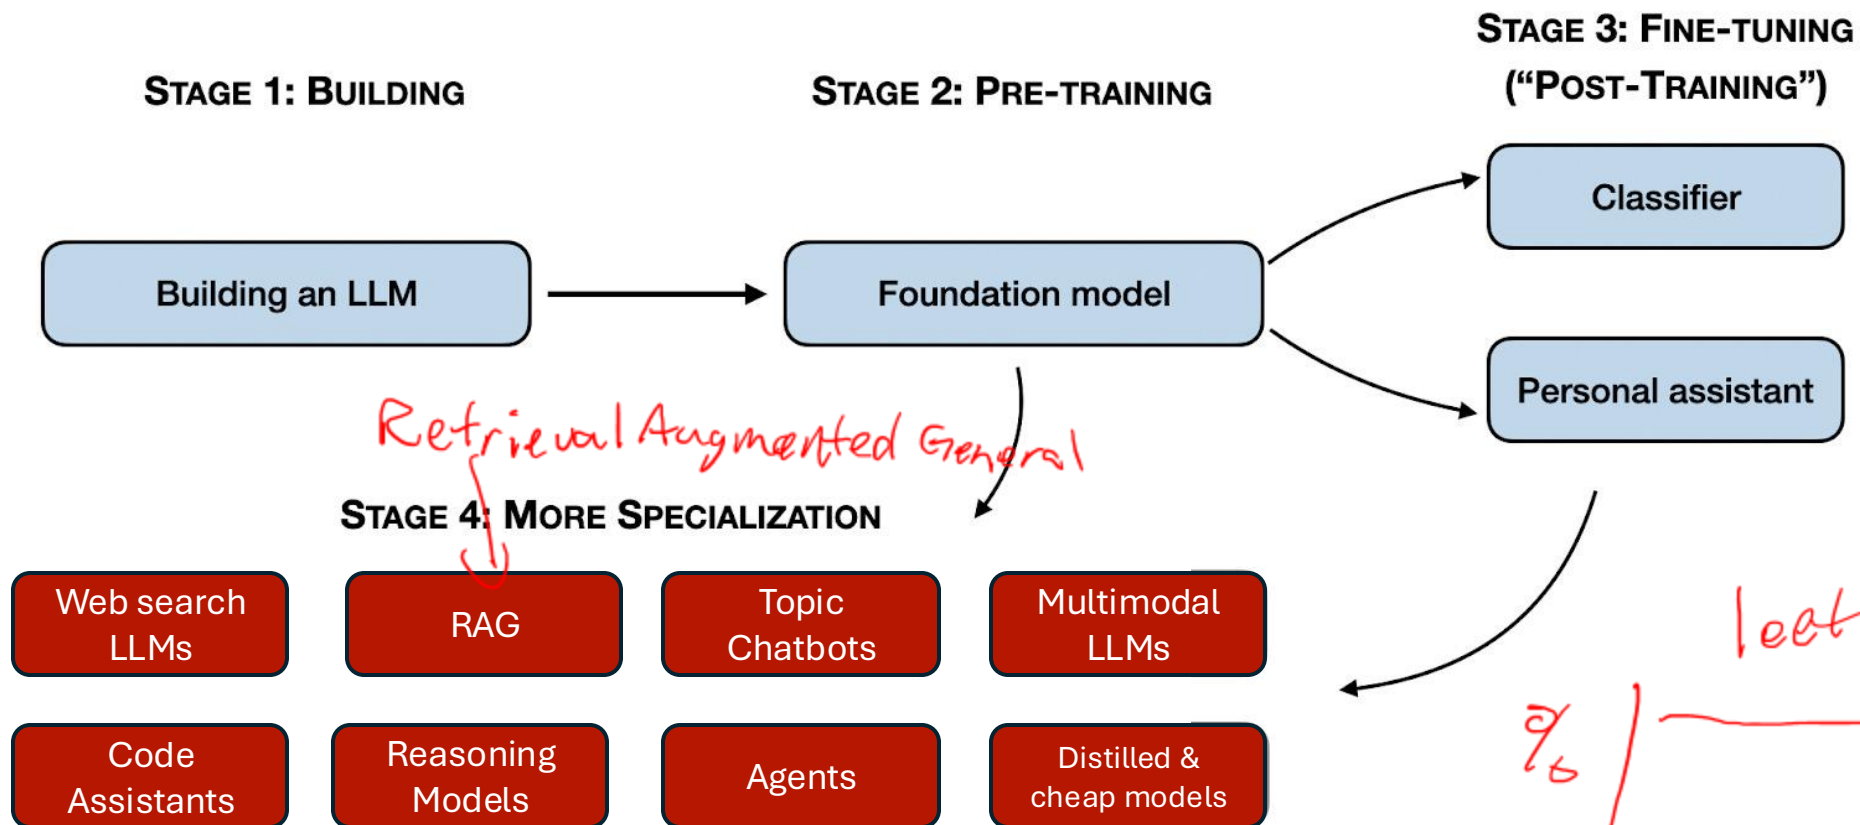 STAGE 1: BUILDING
STAGE 2: PRE-TRAINING
STAGE 3: FINE-TUNING
(“POST-TRAINING”)
Classifier
Building an LLM
Foundation model
Personal assistant
Retrieval Augmented General
STAGE 4: MORE SPECIALIZATION
Web search
LLMs
RAG
Topic
Chatbots
Multimodal
LLMs
leet
%
Code
Assistants
Reasoning
Models
Agents
Distilled &
cheap models